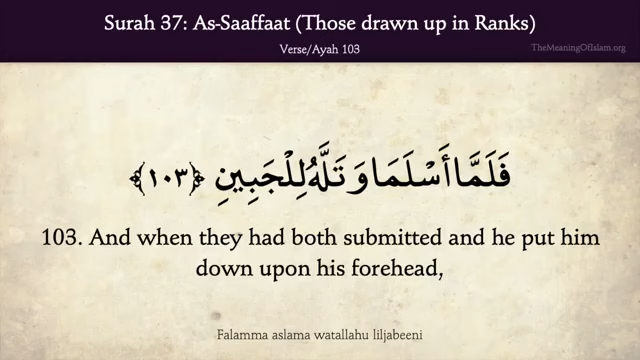 Surah 37: As-Saaffaat (Those drawn up in Ranks)
Verse/Ayah 103
TheMeaningOfIslam.org
فَلَمَّا أَسْلَمَا وَتَلَّهُ لِلْجَبِينِ ﴿١٠٣﴾
103. And when they had both submitted and he put him
down upon his forehead,
Falamma aslama watallahu liljabeeni